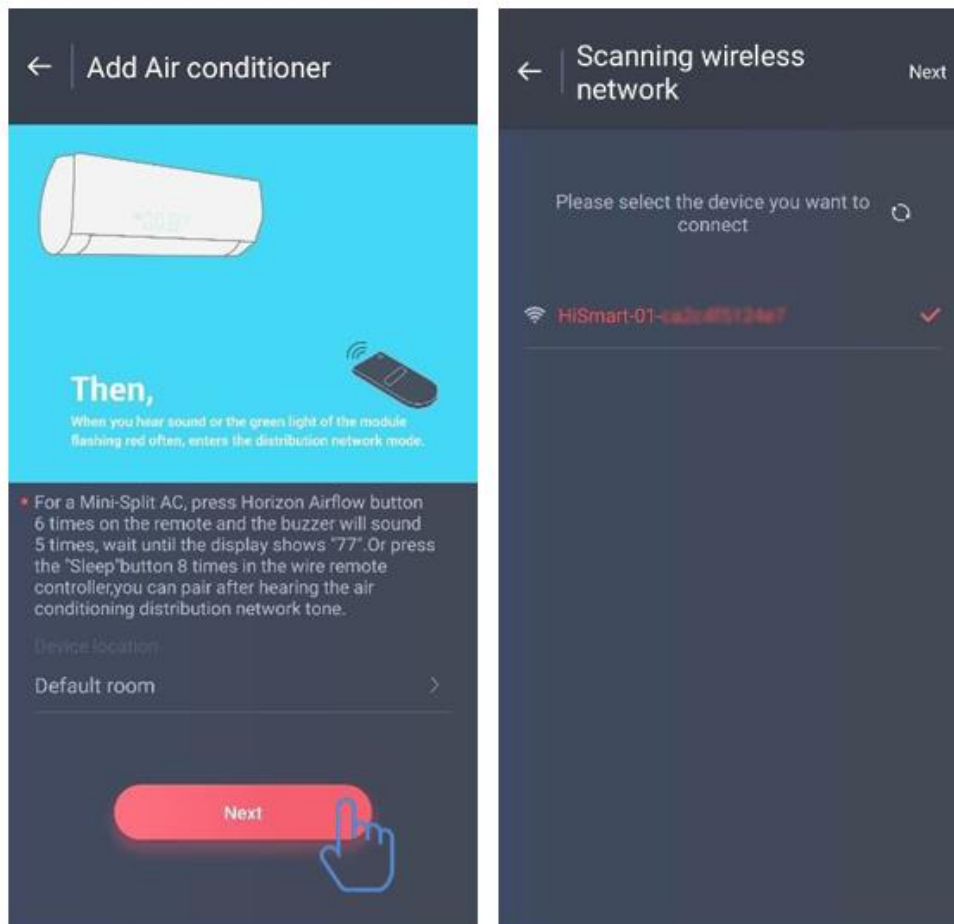 Add Air conditioner
Then,
When you hear sound or the green light of the module
flashing red often, enters the distribution network mode.
For a Mini-Split AC, press Horizon Airflow button
6 times on the remote and the buzzer will sound
5 times, wait until the display shows "77".Or press
the "Sleep"button 8 times in the wire remote
controller,you can pair after hearing the air
conditioning distribution network tone.
Device location
Default room
Next
Scanning wireless
network
Next
Please select the device you want to
connect
HiSmart-01-